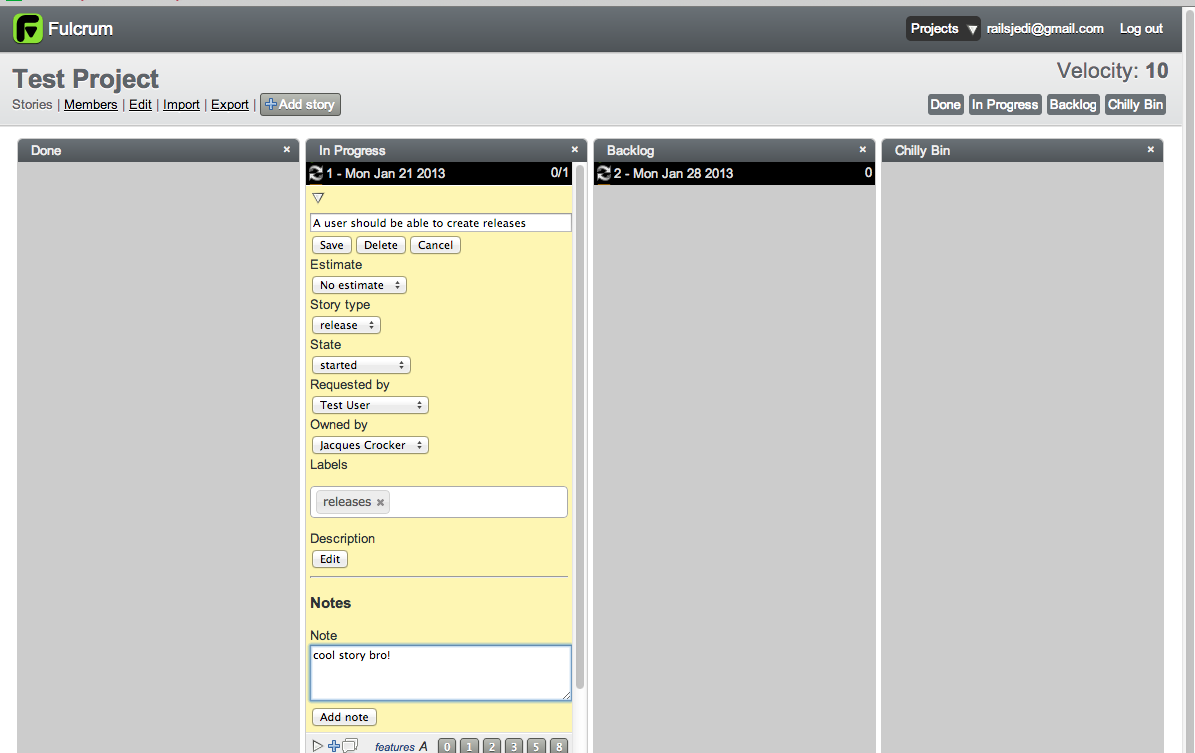 Fulcrum
Projects ▼ railsjedi@gmail.com Log out
Test Project
Velocity: 10
Stories | Members | Edit | Import | Export | Add story
Done In Progress Backlog Chilly Bin
Done ×
In Progress ×
1 - Mon Jan 21 2013 0/1
A user should be able to create releases
Save Delete Cancel
Estimate
No estimate
Story type
release
State
started
Requested by
Test User
Owned by
Jacques Crocker
Labels
releases ×
Description
Edit
Notes
Note
cool story bro!
Add note
features A 0 1 2 3 5 8
Backlog ×
2 - Mon Jan 28 2013 0
Chilly Bin ×